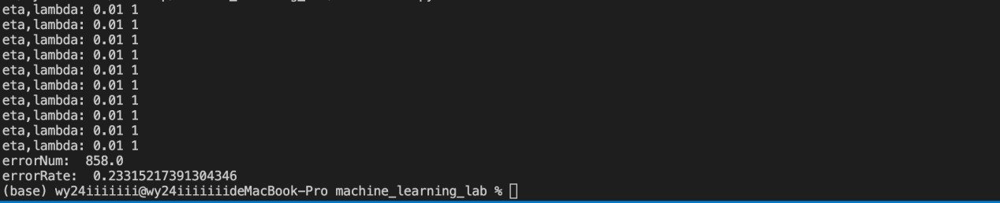 eta,lambda: 0.01 1
eta,lambda: 0.01 1
eta,lambda: 0.01 1
eta,lambda: 0.01 1
eta,lambda: 0.01 1
eta,lambda: 0.01 1
eta,lambda: 0.01 1
eta,lambda: 0.01 1
eta,lambda: 0.01 1
eta,lambda: 0.01 1
errorNum:  858.0
errorRate:  0.23315217391304346
(base) wy24iiiiiii@wy24iiiiiiideMacBook-Pro machine_learning_lab %